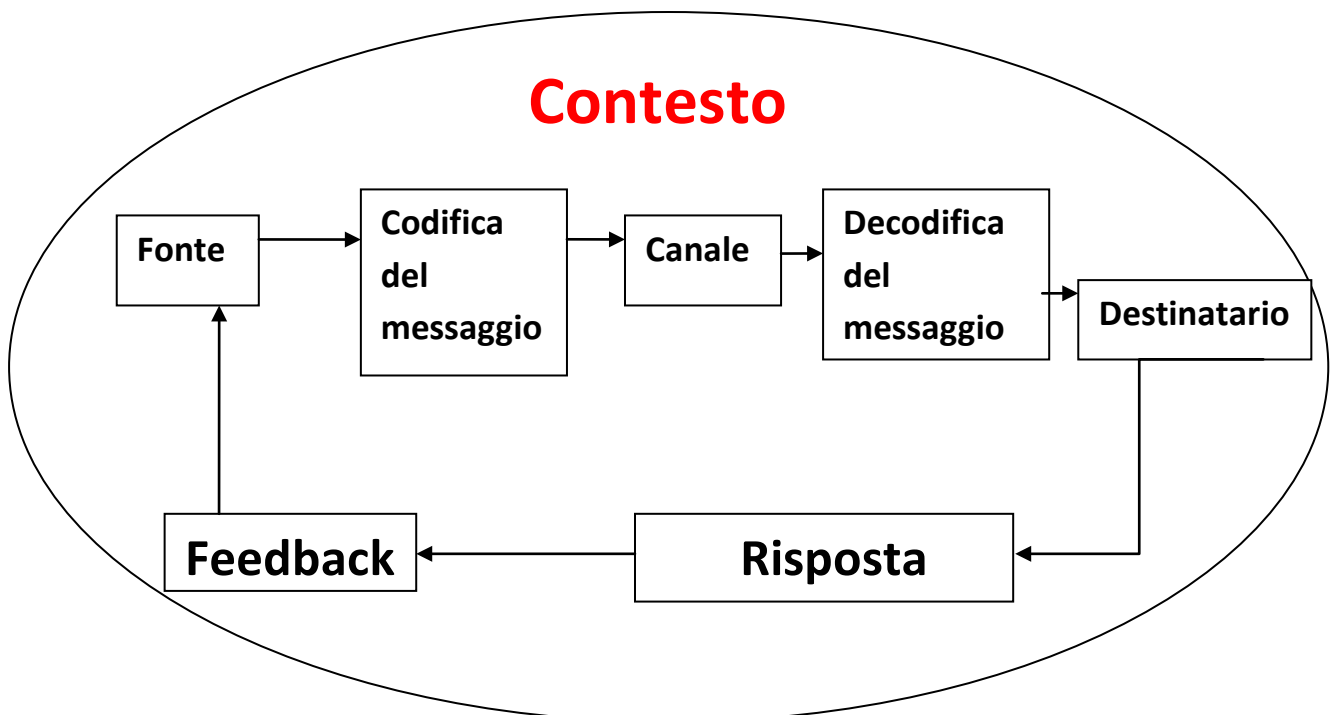 Contesto
Fonte
Codifica
del
messaggio
Canale
Decodifica
del
messaggio
Destinatario
Feedback
Risposta